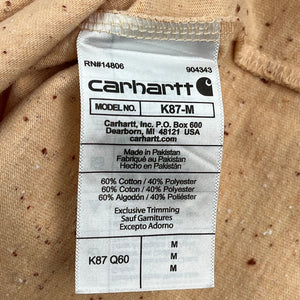 RN#14806 904343
carhartt
MODEL NO. K87-M
Carhartt, Inc. P.O. Box 600
Dearborn, MI 48121 USA
carhartt.com
Made in Pakistan
Fabriqué au Pakistan
Hecho en Pakistan
60% Cotton / 40% Polyester
60% Coton / 40% Polyester
60% Algodón / 40% Poliéster
Exclusive Trimming
Sauf Garnitures
Excepto Adorno
M
K87 Q60 M
M